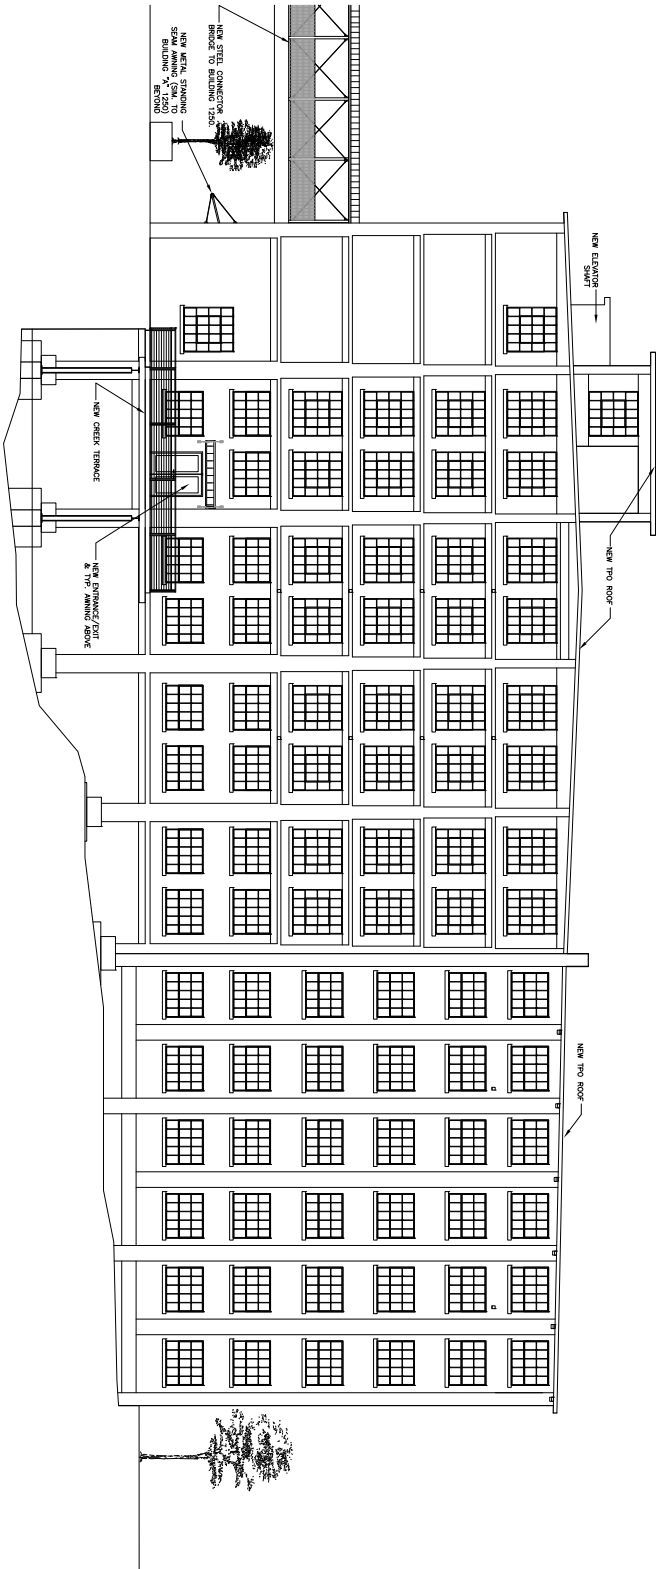 NEW STEEL CONNECTOR
BRIDGE TO BUILDING 1250.
NEW METAL STANDING
SEAM AWNING (SIM. TO
BUILDING "A" 1250)
BEYOND
NEW ELEVATOR
SHAFT
NEW CREEK TERRACE
NEW ENTRANCE/EXIT
& TYP. AWNING ABOVE
NEW TPO ROOF
NEW TPO ROOF